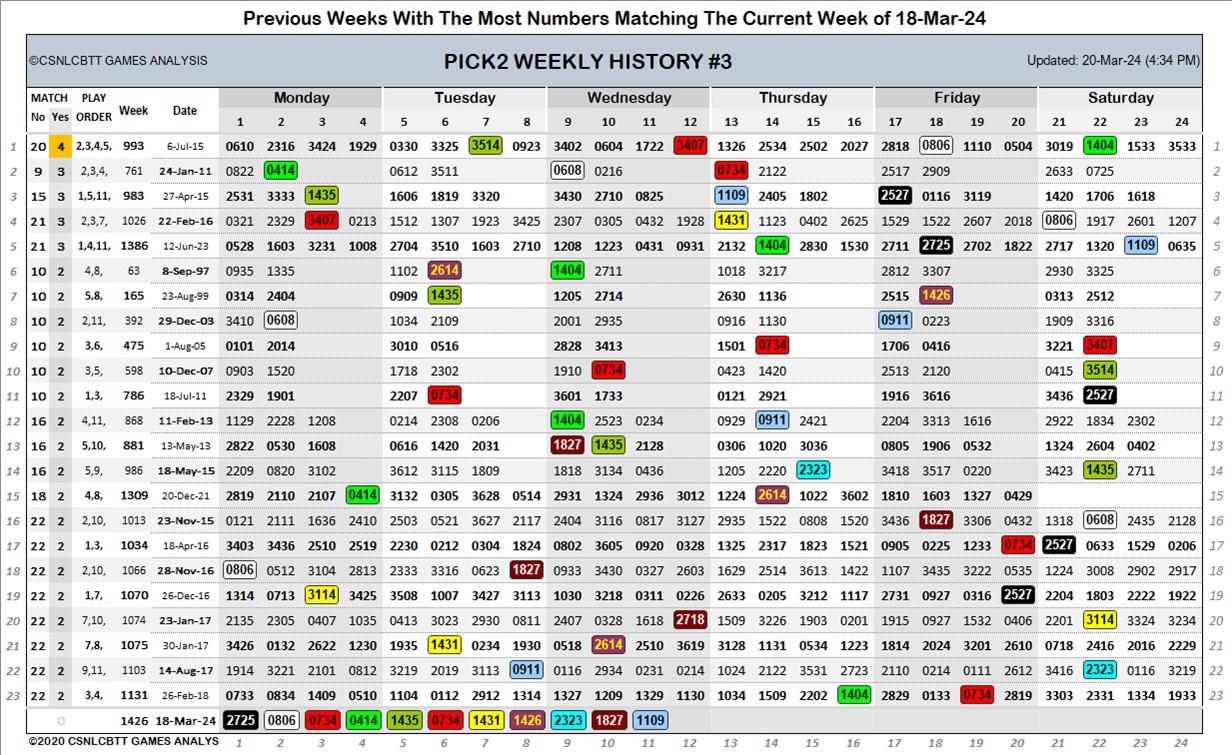 Previous Weeks With The Most Numbers Matching The Current Week of 18-Mar-24
©CSNLCBTT GAMES ANALYSIS PICK2 WEEKLY HISTORY #3 Updated: 20-Mar-24 (4:34 PM)
MATCH PLAY Week Date Monday Tuesday Wednesday Thursday Friday Saturday
No Yes ORDER 1 2 3 4 5 6 7 8 9 10 11 12 13 14 15 16 17 18 19 20 21 22 23 24
1 20 4 2,3,4,5, 993 6-Jul-15 0610 2316 3424 1929 0330 3325 3514 0923 3402 0604 1722 3407 1326 2534 2502 2027 2818 0806 1110 0504 3019 1404 1533 3533 1
2 9 3 2,3,4, 761 24-Jan-11 0822 0414 0612 3511 0608 0216 0734 2122 2517 2909 2633 0725 2
3 15 3 1,5,11, 983 27-Apr-15 2531 3333 1435 1606 1819 3320 3430 2710 0825 1109 2405 1802 2527 0116 3119 1420 1706 1618 3
4 21 3 2,3,7, 1026 22-Feb-16 0321 2329 3407 0213 1512 1307 1923 3425 2307 0305 0432 1928 1431 1123 0402 2625 1529 1522 2607 2818 0806 1917 2601 1207 4
5 21 3 1,4,11, 1386 12-Jun-23 0528 1603 3231 1008 2704 3510 1603 2710 1208 1223 0431 0931 2132 1404 2830 1530 2711 2725 2702 1822 2717 1320 1109 0635 5
6 10 2 4,8, 63 8-Sep-97 0935 1335 1102 2614 1404 2711 1018 3217 2812 3307 2930 3325 6
7 10 2 5,8, 165 23-Aug-99 0314 2404 0909 1435 1205 2714 2630 1136 2515 1426 0313 2512 7
8 10 2 2,11, 392 29-Dec-03 3410 0608 1034 2109 2001 2935 0916 1130 0911 0223 1909 3316 8
9 10 2 3,6, 475 1-Aug-05 0101 2014 3010 0516 2828 3413 1501 0734 1706 0416 3221 3407 9
10 10 2 3,5, 598 10-Dec-07 0903 1520 1718 2302 1910 0734 0423 1420 2513 2120 0415 3514 10
11 10 2 1,3, 786 18-Jul-11 2329 1901 2207 0734 3601 1733 0121 2921 1916 3616 3436 2527 11
12 16 2 4,11, 868 11-Feb-13 1129 2228 1208 0214 2308 0206 1404 2523 0234 0929 0911 2421 2204 3313 1616 2922 1834 2302 12
13 16 2 5,10, 881 13-May-13 2822 0530 1608 0616 1420 2031 1827 1435 2128 0306 1020 3036 0805 1906 0532 1324 2604 0402 13
14 16 2 5,9, 986 18-May-15 2209 0820 3102 3612 3115 1809 1818 3134 0436 1205 2220 2323 3418 3517 0220 3423 1435 2711 14
15 18 2 4,8, 1309 20-Dec-21 2819 2110 2107 0414 3132 0305 3628 0514 2931 1324 2936 3012 1224 2614 1022 3602 1810 1603 1327 0429 15
16 22 2 2,10, 1013 23-Nov-15 0121 2111 1636 2410 2503 0521 3627 2117 2404 3116 0817 3127 2935 1522 0808 1520 3436 1827 3306 0432 1318 0608 2435 2128 16
17 22 2 1,3, 1034 18-Apr-16 3403 3436 2510 2519 2230 0212 0304 1824 0802 3605 0920 0328 1325 2317 1823 1521 0905 0225 1233 0734 2527 0633 1529 0206 17
18 22 2 2,10, 1066 28-Nov-16 0806 0512 3104 2813 2333 3316 0623 1827 0933 3430 0327 2603 1629 2514 3613 1422 1107 3435 3222 0535 1224 3008 2902 2917 18
19 22 2 1,7, 1070 26-Dec-16 1314 0713 3114 3425 3508 1007 3427 3113 1030 3218 0311 0226 2633 0205 3212 1117 2731 0927 0316 2527 2204 1803 2222 1922 19
20 22 2 7,10, 1074 23-Jan-17 2135 2305 0407 1035 0413 3023 2930 0811 2407 0328 1618 2718 1509 3226 1903 0201 1915 0927 1532 0406 2201 3114 3324 3234 20
21 22 2 7,8, 1075 30-Jan-17 3426 0132 2622 1230 1935 1431 0234 1930 0518 2614 2510 3619 3128 1131 0534 1223 1814 2024 3201 2610 0718 2416 2016 2229 21
22 22 2 9,11, 1103 14-Aug-17 1914 3221 2101 0812 3219 2019 3113 0911 0116 2934 0231 0214 1024 2122 3531 2723 2110 0214 0111 2612 3416 2323 0116 3219 22
23 22 2 3,4, 1131 26-Feb-18 0733 0834 1409 0510 1104 0112 2912 1314 1327 1209 1329 1130 1034 1509 2202 1404 2829 0133 0734 2819 3303 2331 1334 1933 23
0 1426 18-Mar-24 2725 0806 0734 0414 1435 0734 1431 1426 2323 1827 1109
©2020 CSNLCBTT GAMES ANALYS 1 2 3 4 5 6 7 8 9 10 11 12 13 14 15 16 17 18 19 20 21 22 23 24